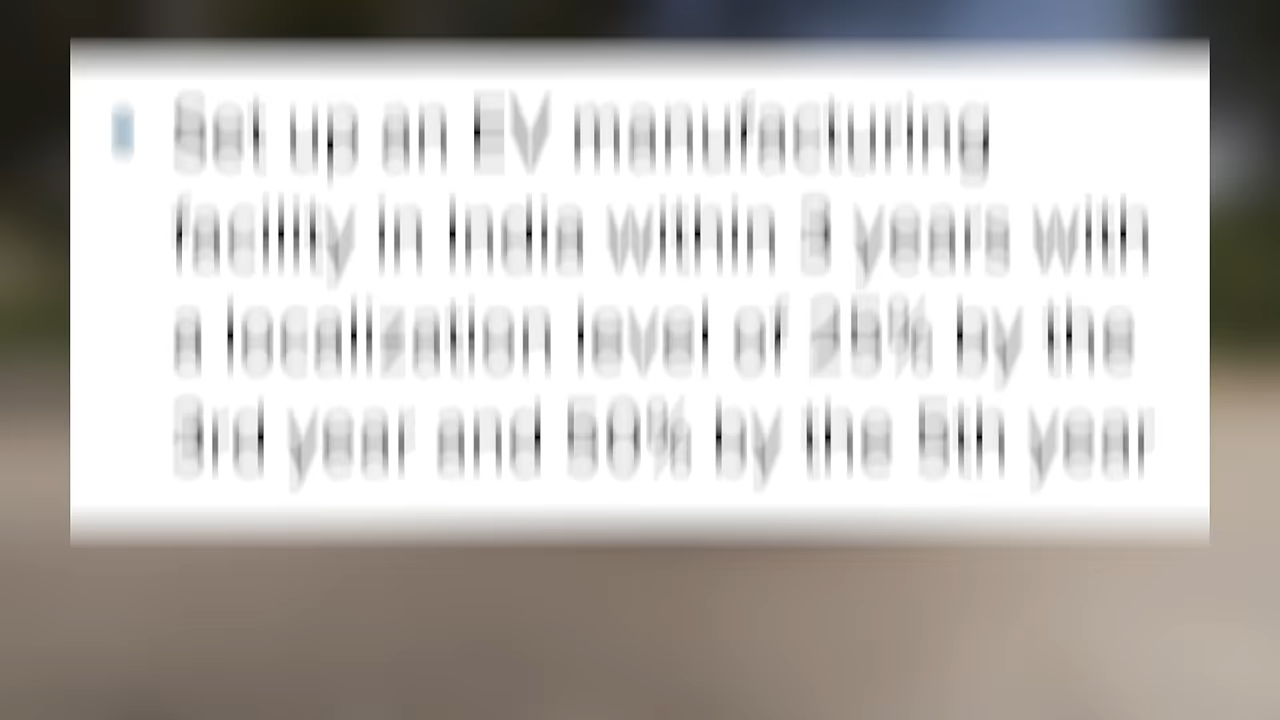 Set up an EV manufacturing
facility in India within 3 years with
a localization level of 25% by the
3rd year and 50% by the 5th year